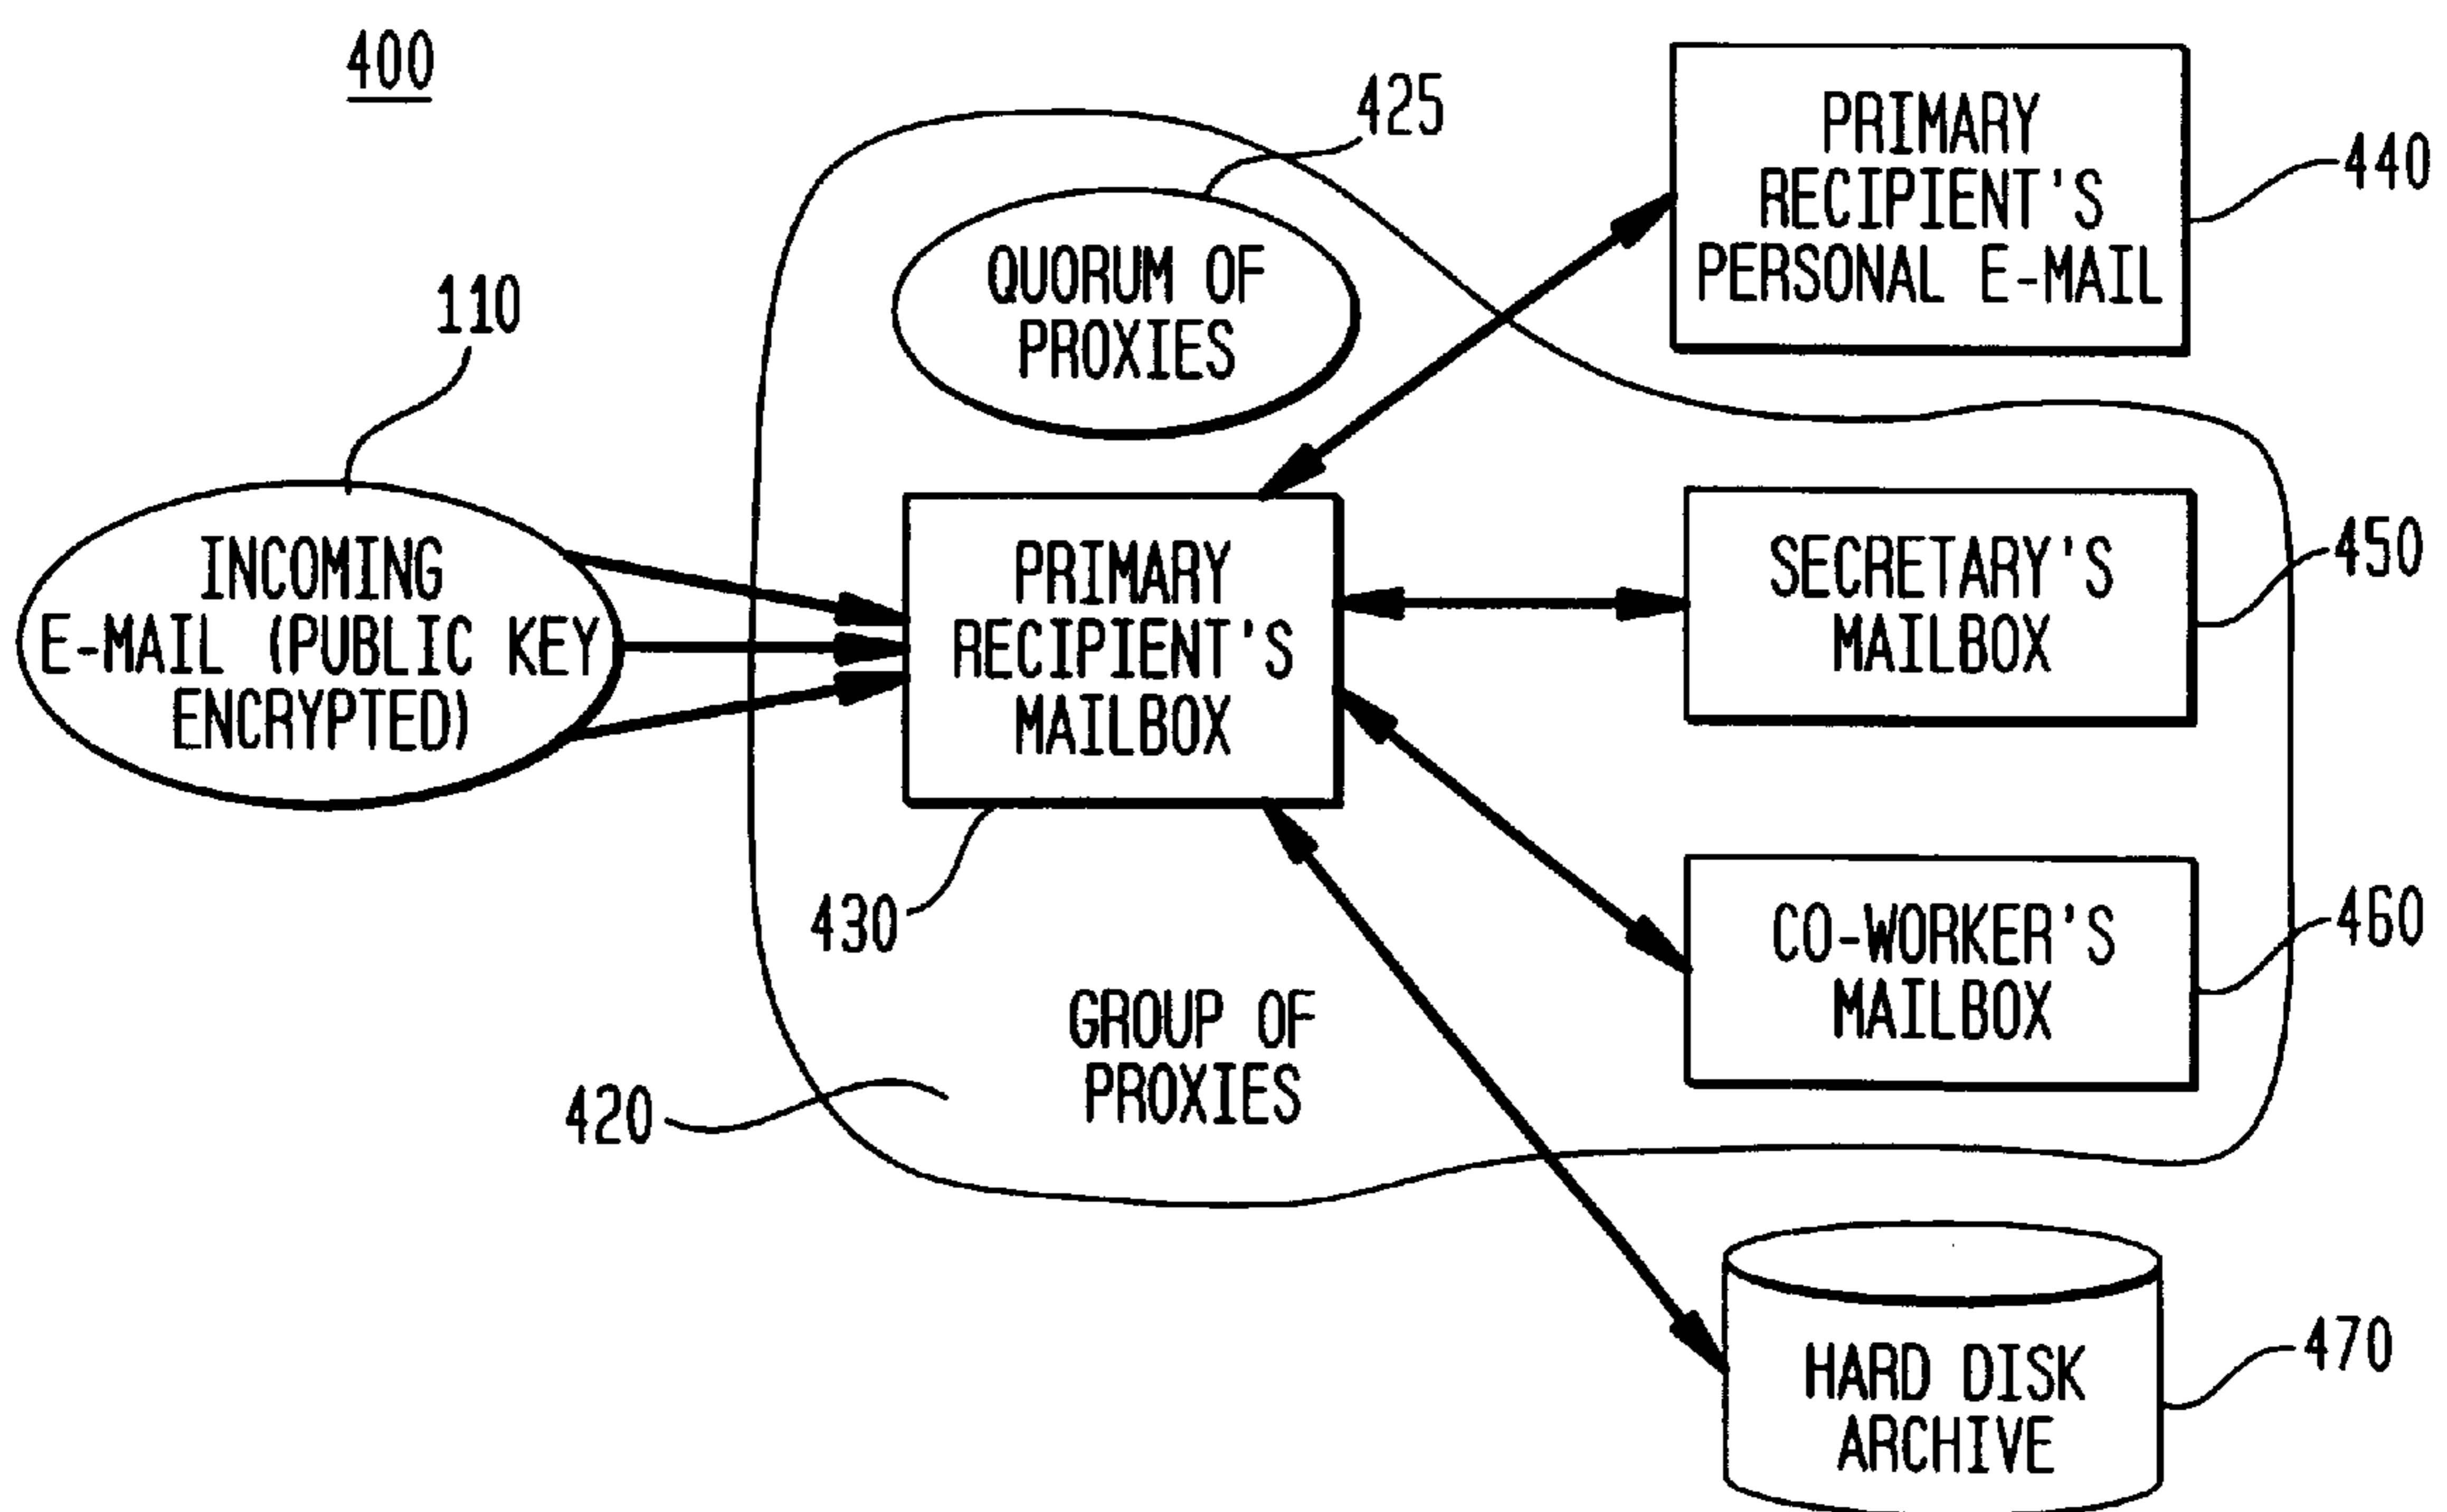 400
425
PRIMARY
RECIPIENT'S
PERSONAL E-MAIL
440
QUORUM OF
PROXIES
110
INCOMING
E-MAIL (PUBLIC KEY
ENCRYPTED)
PRIMARY
RECIPIENT'S
MAILBOX
430
SECRETARY'S
MAILBOX
450
CO-WORKER'S
MAILBOX
460
GROUP OF
PROXIES
420
HARD DISK
ARCHIVE
470